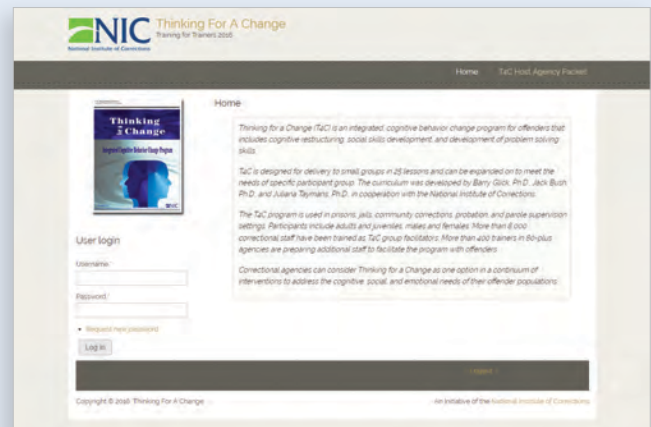 NIC
National Institute of Corrections
Thinking For A Change
Training for Trainers 2016
Home
T4C Host Agency Packet
Thinking
for a Change
Integrated Cognitive Behavior Change Program
NIC
Home
Thinking for a Change (T4C) is an integrated, cognitive behavior change program for offenders that
includes cognitive restructuring, social skills development, and development of problem solving
skills.
T4C is designed for delivery to small groups in 25 lessons and can be expanded on to meet the
needs of specific participant group. The curriculum was developed by Barry Glick, Ph.D., Jack Bush,
Ph.D., and Juliana Taymans, Ph.D., in cooperation with the National Institute of Corrections.
The T4C program is used in prisons, jails, community corrections, probation, and parole supervision
settings. Participants include adults and juveniles, males and females. More than 8,000
correctional staff have been trained as T4C group facilitators. More than 400 trainers in 80-plus
agencies are preparing additional staff to facilitate the program with offenders.
Correctional agencies can consider Thinking for a Change as one option in a continuum of
interventions to address the cognitive, social, and emotional needs of their offender populations.
User login
Username *
Password *
Request new password
Log in
Copyright © 2016, Thinking For A Change
An Initiative of the National Institute of Corrections